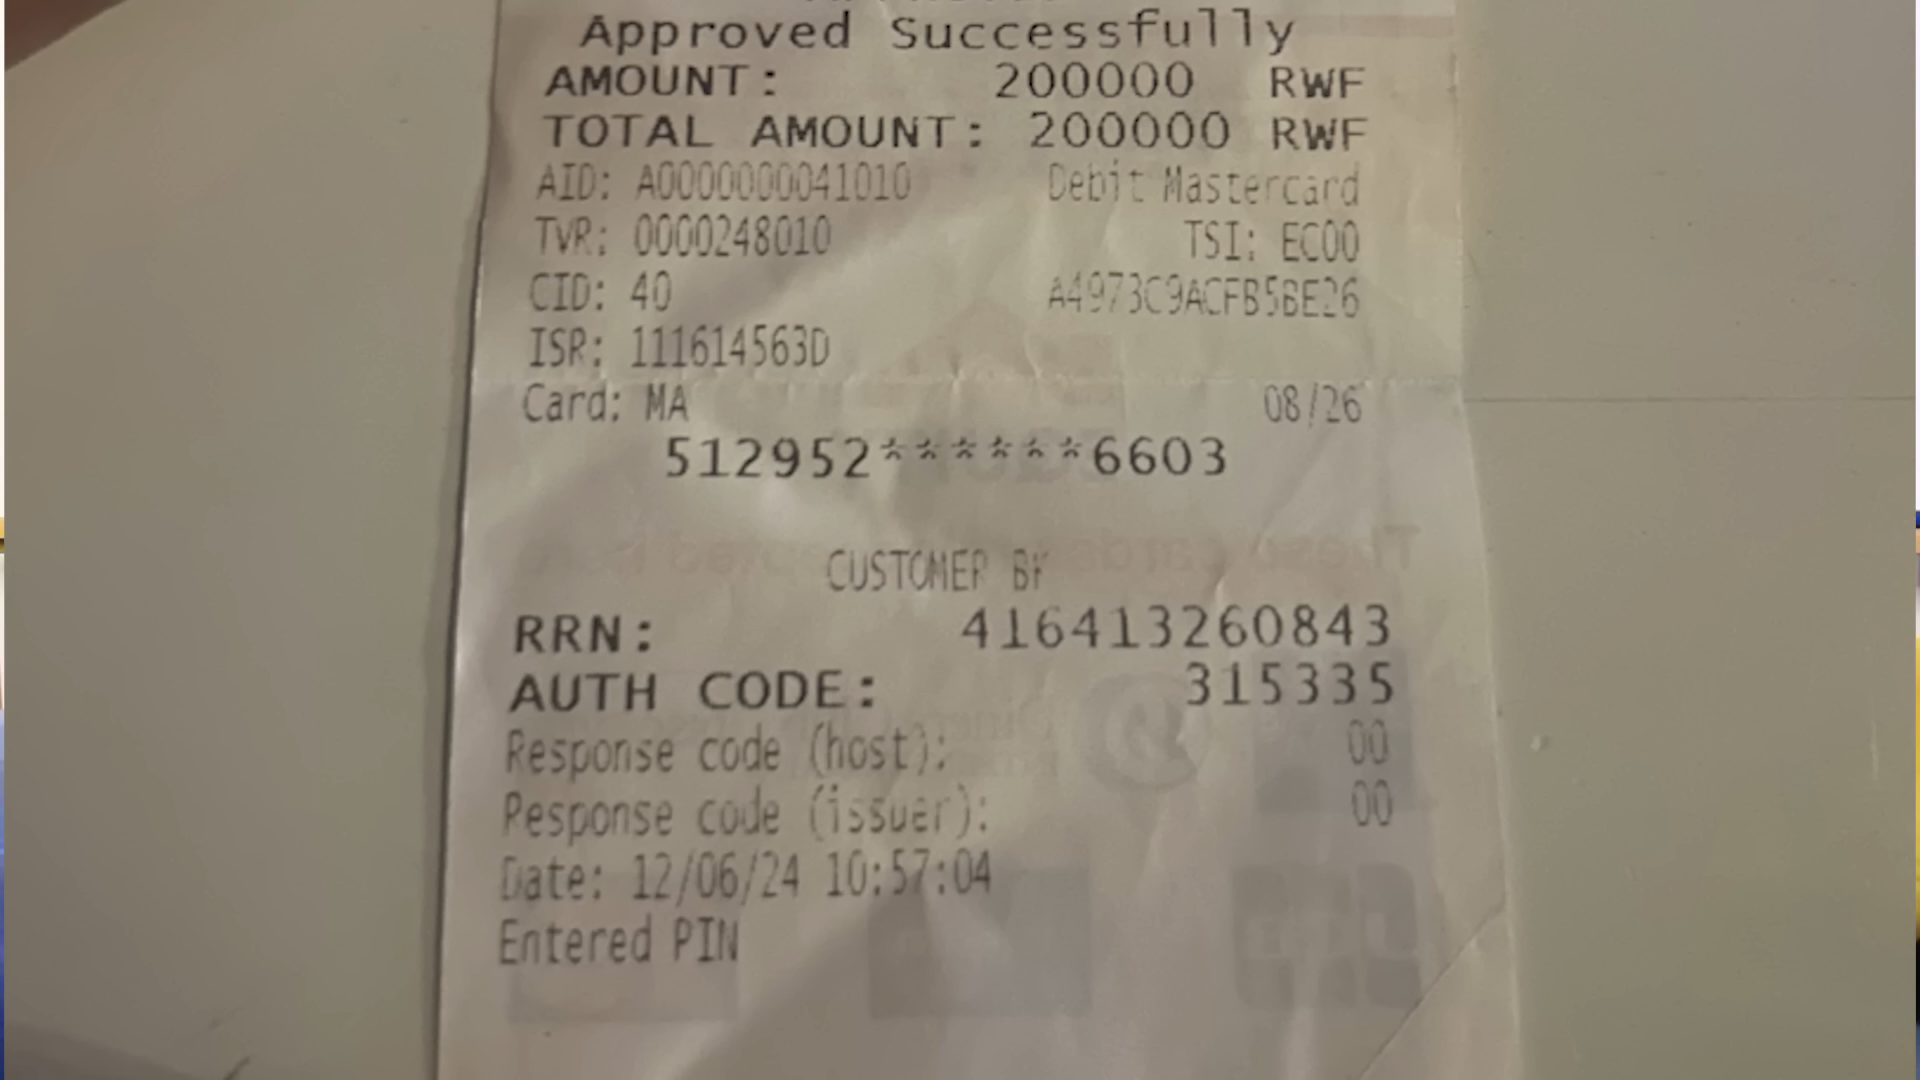 Approved Successfully
AMOUNT: 200000 RWF
TOTAL AMOUNT: 200000 RWF
AID: A0000000041010 Debit Mastercard
TVR: 0000248010 TSI: EC00
CID: 40 A4973C9ACFB5BE26
ISR: 111614563D
Card: MA 08/26
512952******6603
CUSTOMER
RRN: 416413260843
AUTH CODE: 315335
Response code (host): 00
Response code (issuer): 00
Date: 12/06/24 10:57:04
Entered PIN